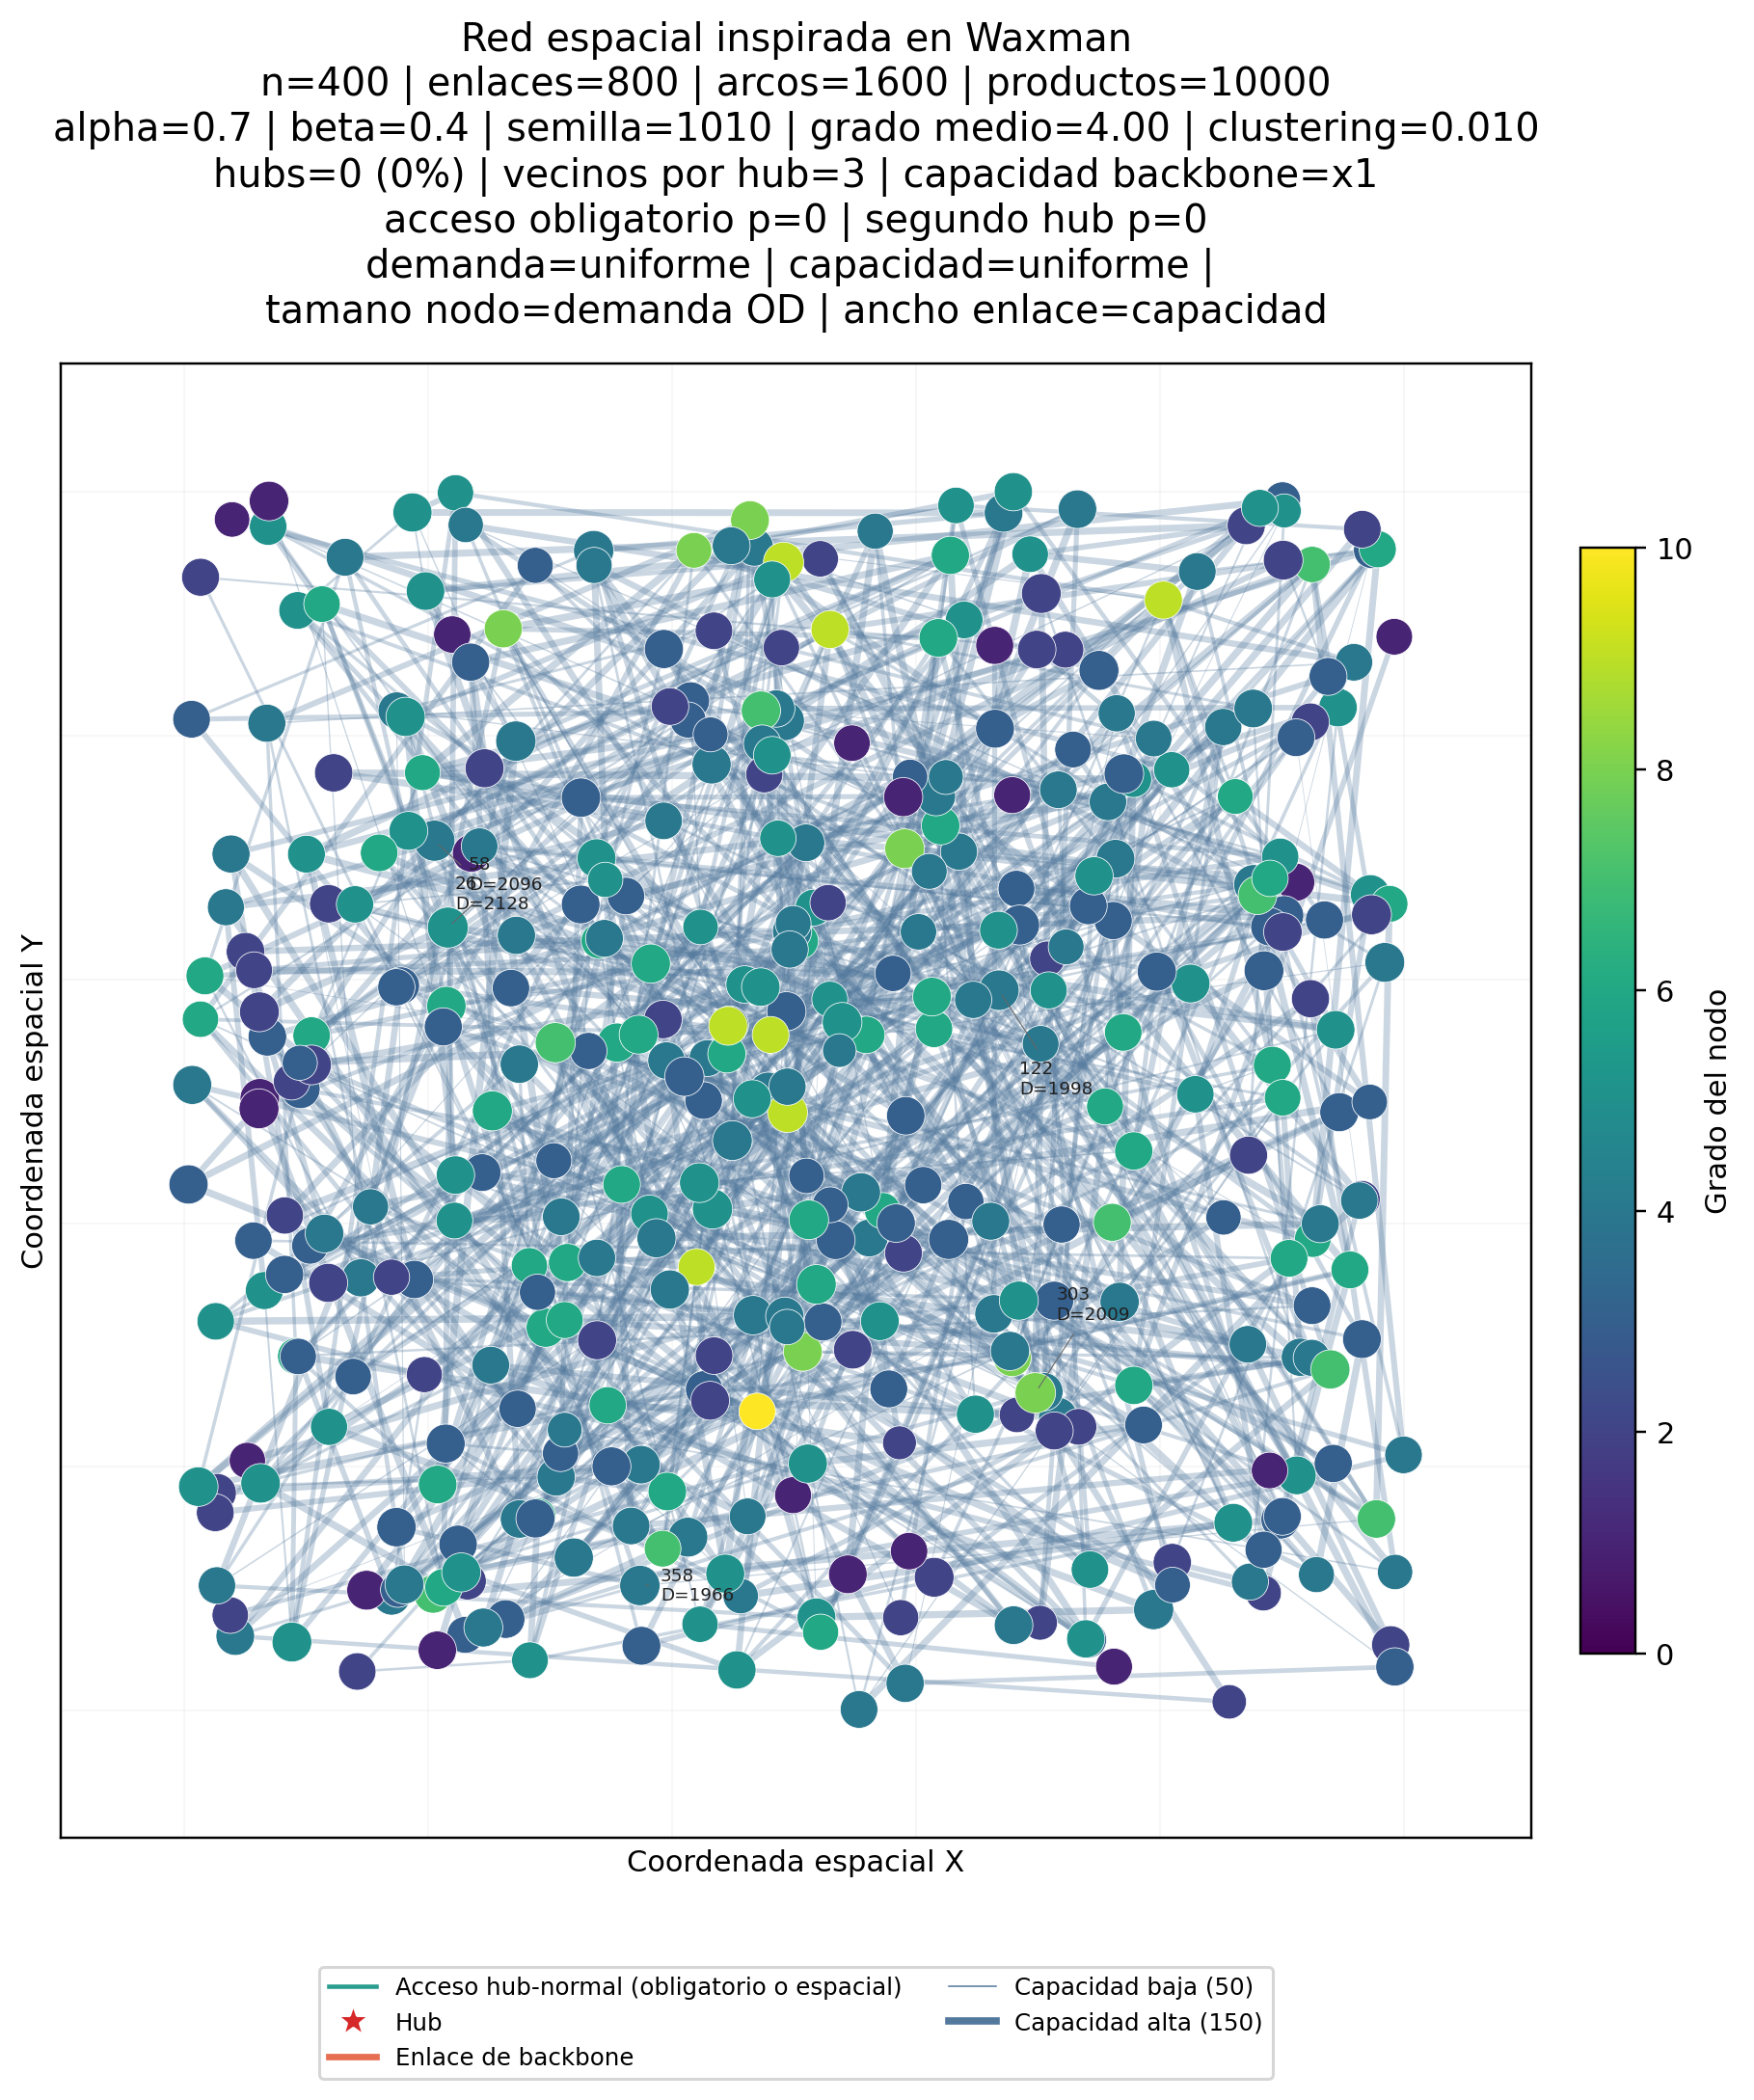 Red espacial inspirada en Waxman
n=400 | enlaces=800 | arcos=1600 | productos=10000
alpha=0.7 | beta=0.4 | semilla=1010 | grado medio=4.00 | clustering=0.010
hubs=0 (0%) | vecinos por hub=3 | capacidad backbone=x1
acceso obligatorio p=0 | segundo hub p=0
demanda=uniforme | capacidad=uniforme |
tamano nodo=demanda OD | ancho enlace=capacidad
58
D=2096
26
D=2128
122
D=1998
303
D=2009
358
D=1966
Coordenada espacial Y
Coordenada espacial X
10
8
6
4
2
0
Grado del nodo
Acceso hub-normal (obligatorio o espacial)
Hub
Enlace de backbone
Capacidad baja (50)
Capacidad alta (150)